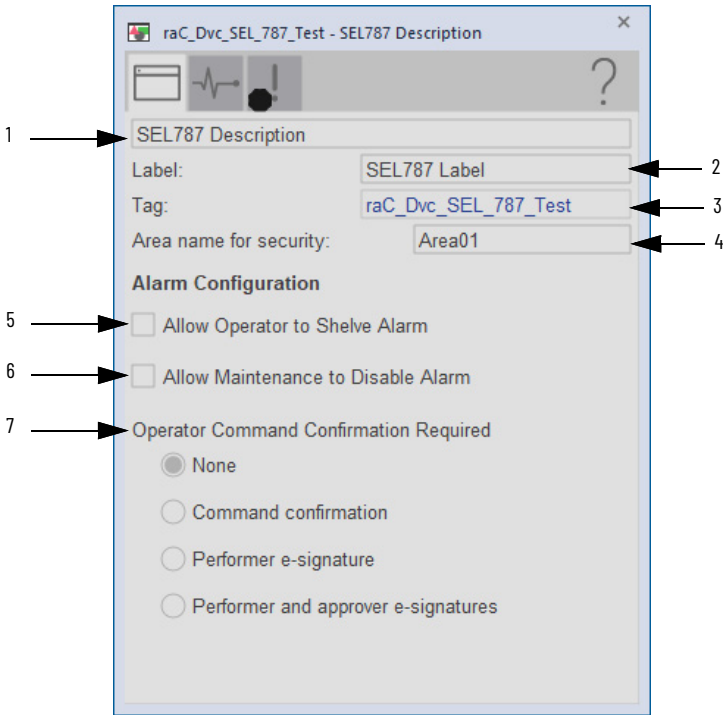 raC_Dvc_SEL_787_Test - SEL787 Description
1 SEL787 Description
Label: SEL787 Label 2
Tag: raC_Dvc_SEL_787_Test 3
Area name for security: Area01 4
Alarm Configuration
5 Allow Operator to Shelve Alarm
6 Allow Maintenance to Disable Alarm
7 Operator Command Confirmation Required
None
Command confirmation
Performer e-signature
Performer and approver e-signatures